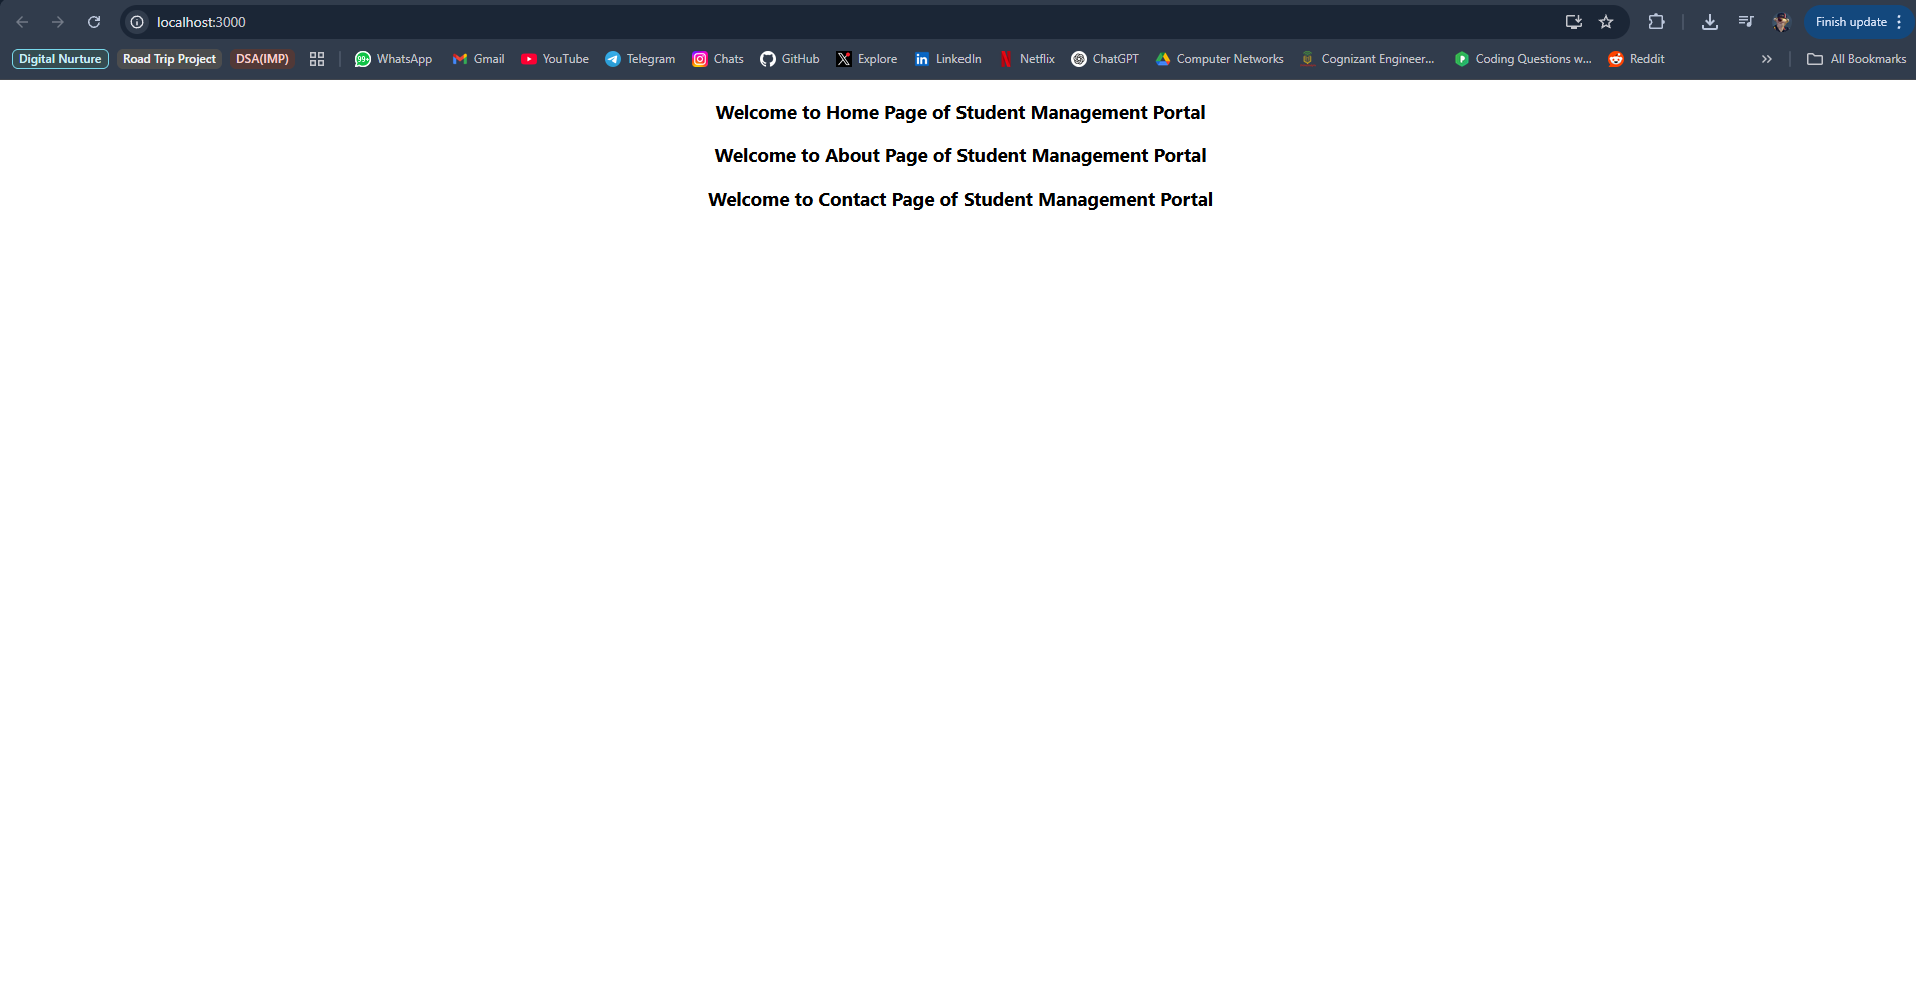 localhost:3000 Finish update
Digital Nurture Road Trip Project DSA(IMP) 99+ WhatsApp Gmail YouTube Telegram Chats GitHub Explore LinkedIn Netflix ChatGPT Computer Networks Cognizant Engineer... Coding Questions w... Reddit All Bookmarks
Welcome to Home Page of Student Management Portal
Welcome to About Page of Student Management Portal
Welcome to Contact Page of Student Management Portal